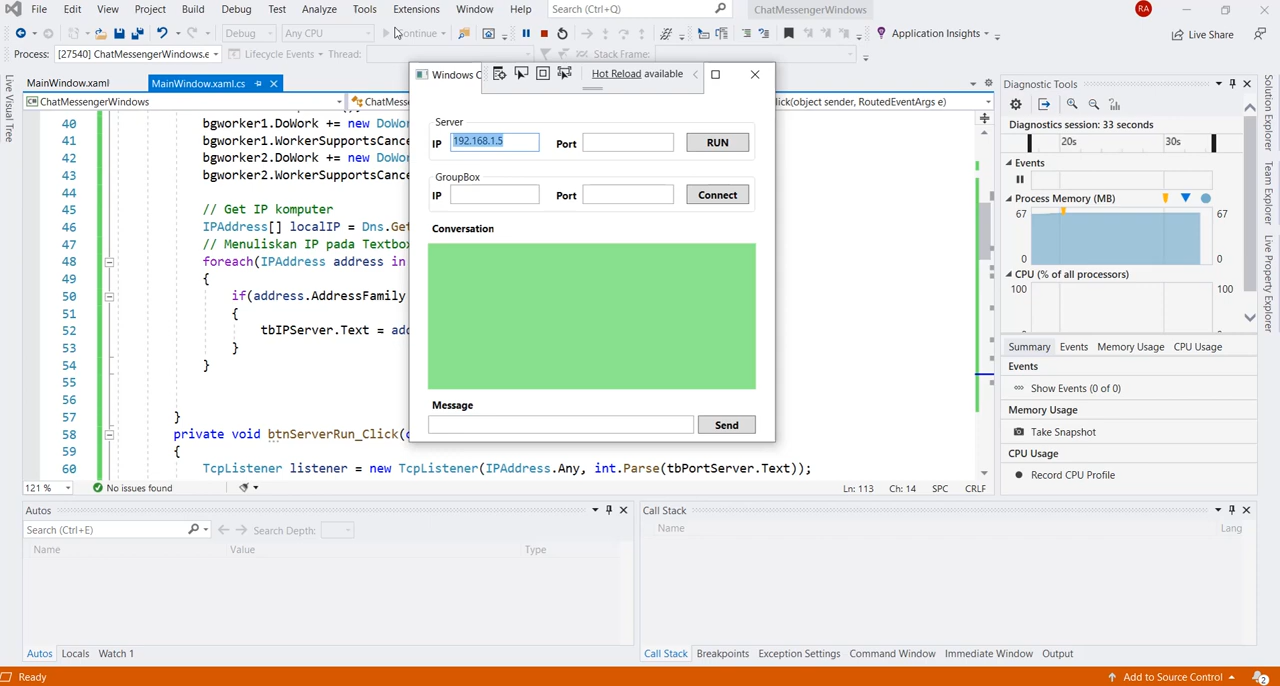 File Edit View Project Build Debug Test Analyze Tools Extensions Window Help Search (Ctrl+Q) ChatMessengerWindows RA
Debug Any CPU Continue Application Insights Live Share
Process: [27540] ChatMessengerWindows.e Lifecycle Events Thread: Stack Frame:
MainWindow.xaml MainWindow.xaml.cs
ChatMessengerWindows ChatMess lick(object sender, RoutedEventArgs e)
40 bgworker1.DoWork += new DoWor
41 bgworker1.WorkerSupportsCance
42 bgworker2.DoWork += new DoWor
43 bgworker2.WorkerSupportsCance
44
45 // Get IP komputer
46 IPAddress[] localIP = Dns.Get
47 // Menuliskan IP pada Textbox
48 foreach(IPAddress address in
49 {
50 if(address.AddressFamily
51 {
52 tbIPServer.Text = add
53 }
54 }
55
56
57 }
58 private void btnServerRun_Click(
59 {
60 TcpListener listener = new TcpListener(IPAddress.Any, int.Parse(tbPortServer.Text));
121 % No issues found Ln: 113 Ch: 14 SPC CRLF
Windows C Hot Reload available
Server
IP 192.168.1.5 Port RUN
GroupBox
IP Port Connect
Conversation
Message
Send
Live Visual Tree
Diagnostic Tools
Diagnostics session: 33 seconds
20s 30s
Events
Process Memory (MB)
67 67
0 0
CPU (% of all processors)
100 100
Summary Events Memory Usage CPU Usage
Events
Show Events (0 of 0)
Memory Usage
Take Snapshot
CPU Usage
Record CPU Profile
Solution Explorer
Team Explorer
Live Property Explorer
Autos
Search (Ctrl+E) Search Depth:
Name Value Type
Autos Locals Watch 1
Call Stack
Name Lang
Call Stack Breakpoints Exception Settings Command Window Immediate Window Output
Ready Add to Source Control 2